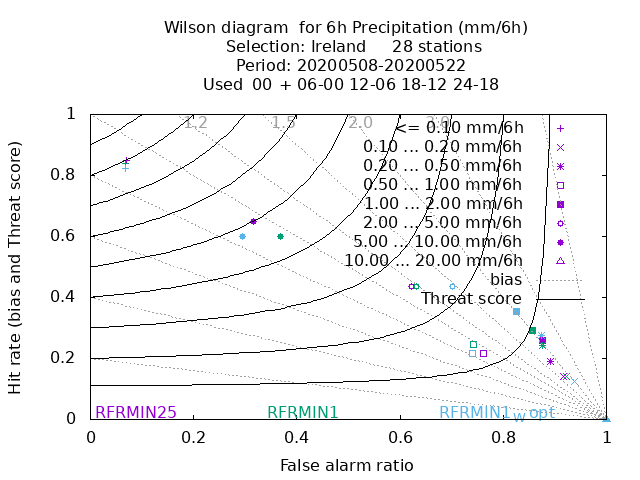 Wilson diagram  for 6h Precipitation (mm/6h)
Selection: Ireland     28 stations
Period: 20200508-20200522
Used  00 + 06-00 12-06 18-12 24-18
1.2 1.5 2.0 3.0
<= 0.10 mm/6h
0.10 ... 0.20 mm/6h
0.20 ... 0.50 mm/6h
0.50 ... 1.00 mm/6h
1.00 ... 2.00 mm/6h
2.00 ... 5.00 mm/6h
5.00 ... 10.00 mm/6h
10.00 ... 20.00 mm/6h
bias
Threat score
Hit rate (bias and Threat score)
1
0.8
0.6
0.4
0.2
0
RFRMIN25 RFRMIN1 RFRMIN1_w_opt
0 0.2 0.4 0.6 0.8 1
False alarm ratio